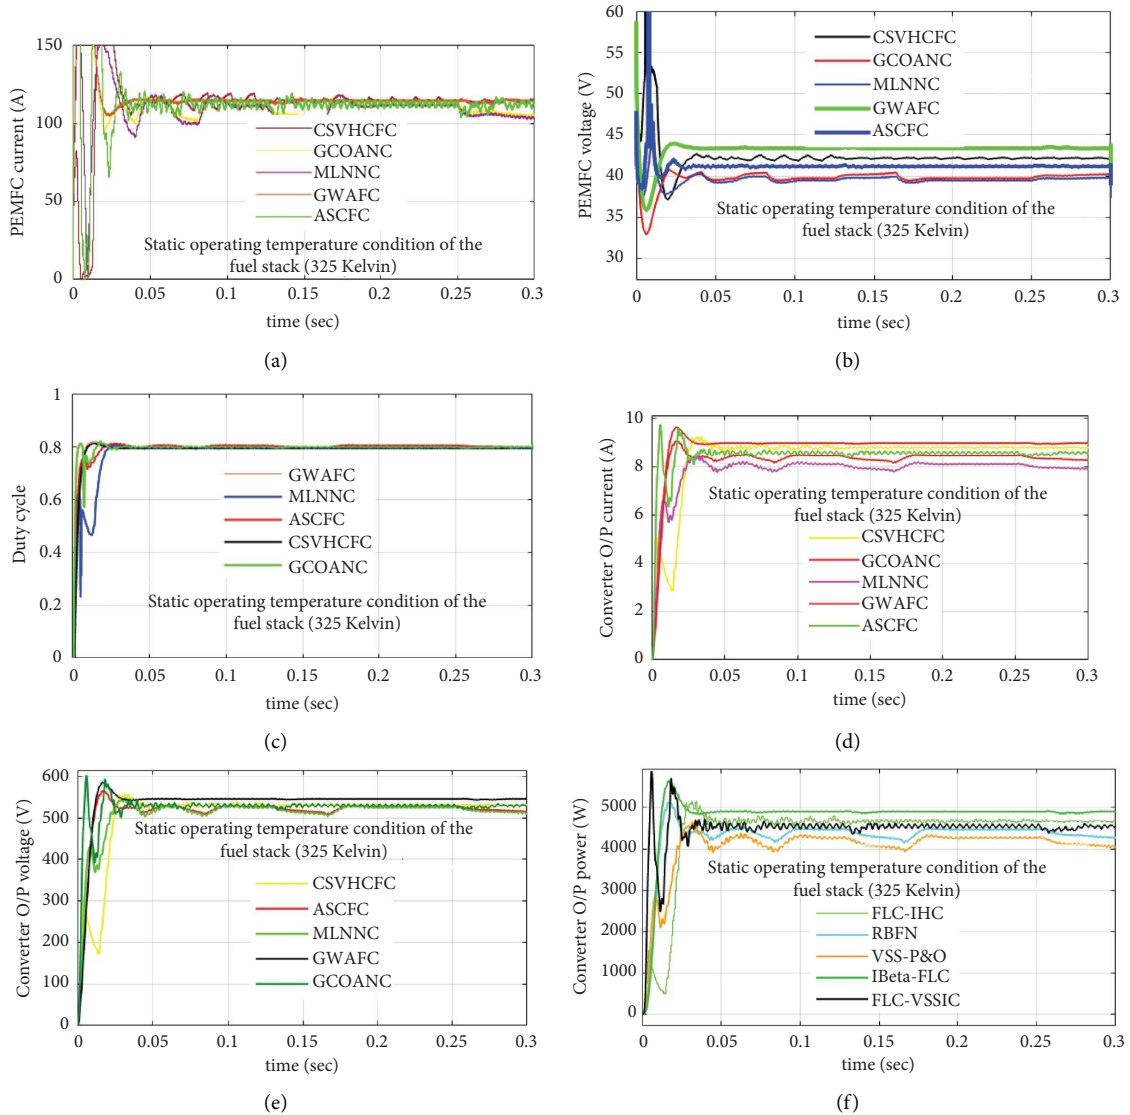 150
100
50
0
PEMFC current (A)
CSVHCFC
GCOANC
MLNNC
GWAFC
ASCFC
Static operating temperature condition of the
fuel stack (325 Kelvin)
0 0.05 0.1 0.15 0.2 0.25 0.3
time (sec)
(a)
60
55
50
45
40
35
30
PEMFC voltage (V)
CSVHCFC
GCOANC
MLNNC
GWAFC
ASCFC
Static operating temperature condition of the
fuel stack (325 Kelvin)
0 0.05 0.1 0.15 0.2 0.25 0.3
time (sec)
(b)
1
0.8
0.6
0.4
0.2
0
Duty cycle
GWAFC
MLNNC
ASCFC
CSVHCFC
GCOANC
Static operating temperature condition of the
fuel stack (325 Kelvin)
0 0.05 0.1 0.15 0.2 0.25 0.3
time (sec)
(c)
10
8
6
4
2
0
Converter O/P current (A)
Static operating temperature condition of the
fuel stack (325 Kelvin)
CSVHCFC
GCOANC
MLNNC
GWAFC
ASCFC
0 0.05 0.1 0.15 0.2 0.25 0.3
time (sec)
(d)
600
500
400
300
200
100
0
Converter O/P voltage (V)
Static operating temperature condition of the
fuel stack (325 Kelvin)
CSVHCFC
ASCFC
MLNNC
GWAFC
GCOANC
0 0.05 0.1 0.15 0.2 0.25 0.3
time (sec)
(e)
5000
4000
3000
4000
1000
0
Converter O/P power (W)
Static operating temperature condition of the
fuel stack (325 Kelvin)
FLC-IHC
RBFN
VSS-P&O
IBeta-FLC
FLC-VSSIC
0 0.05 0.1 0.15 0.2 0.25 0.3
time (sec)
(f)